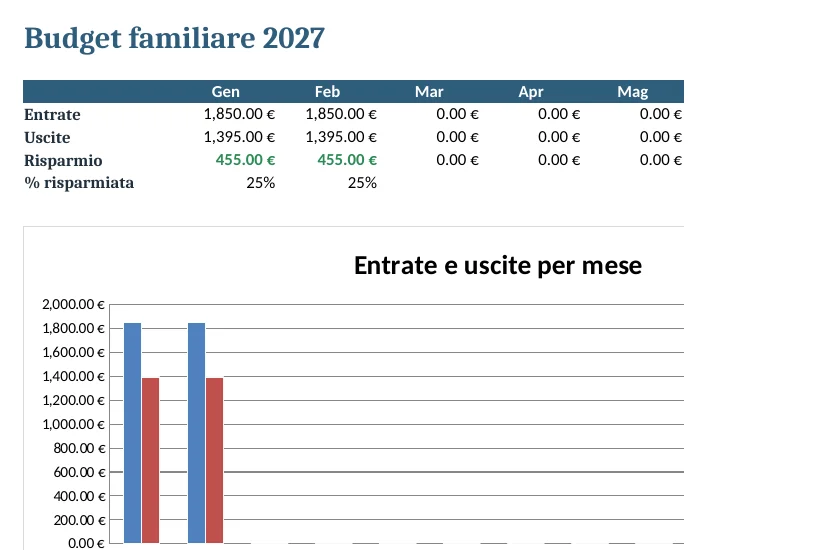 Budget familiare 2027
Gen Feb Mar Apr Mag
Entrate 1,850.00 € 1,850.00 € 0.00 € 0.00 € 0.00 €
Uscite 1,395.00 € 1,395.00 € 0.00 € 0.00 € 0.00 €
Risparmio 455.00 € 455.00 € 0.00 € 0.00 € 0.00 €
% risparmiata 25% 25%
Entrate e uscite per mese
2,000.00 €
1,800.00 €
1,600.00 €
1,400.00 €
1,200.00 €
1,000.00 €
800.00 €
600.00 €
400.00 €
200.00 €
0.00 €